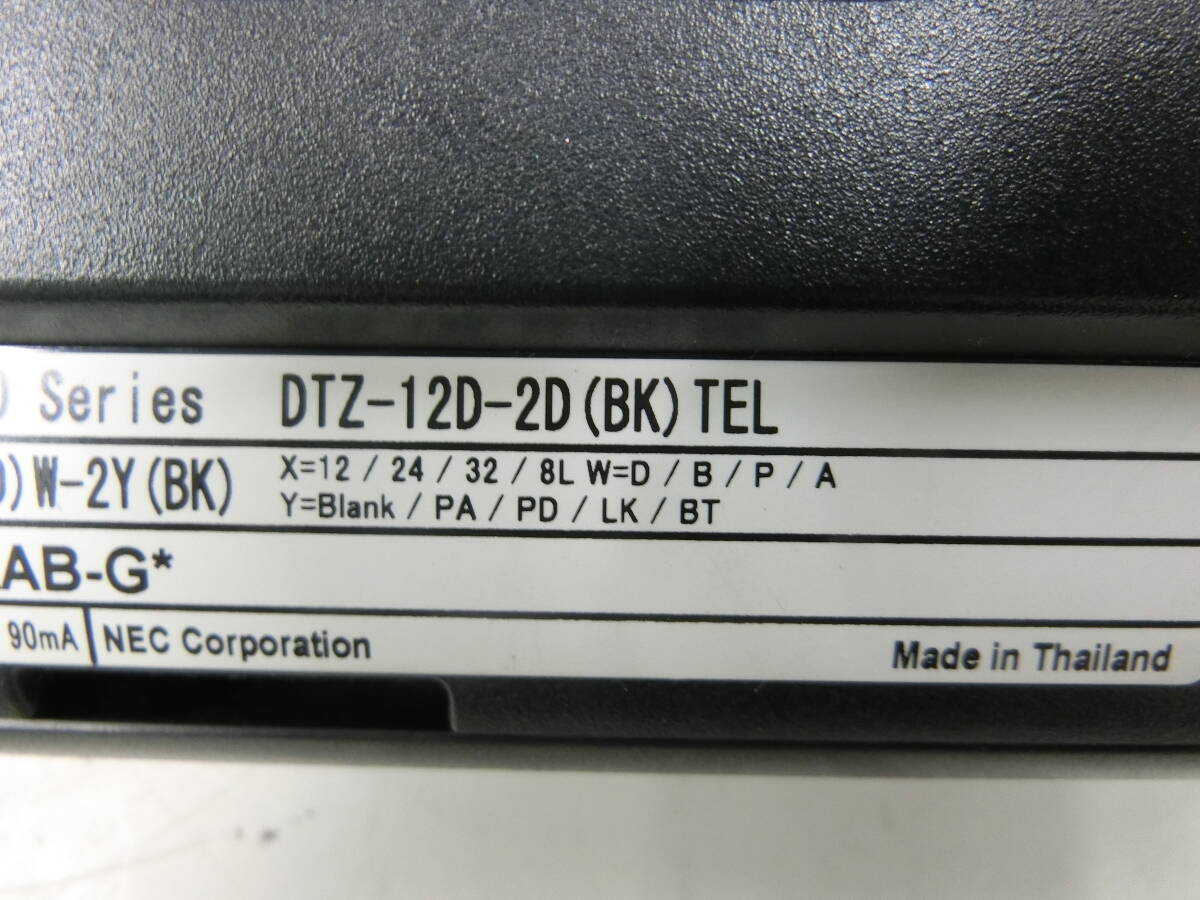 Series DTZ-12D-2D(BK)TEL
)W-2Y(BK) X=12 / 24 / 32 / 8L W=D / B / P / A
Y=Blank / PA / PD / LK / BT
AB-G*
90mA NEC Corporation Made in Thailand